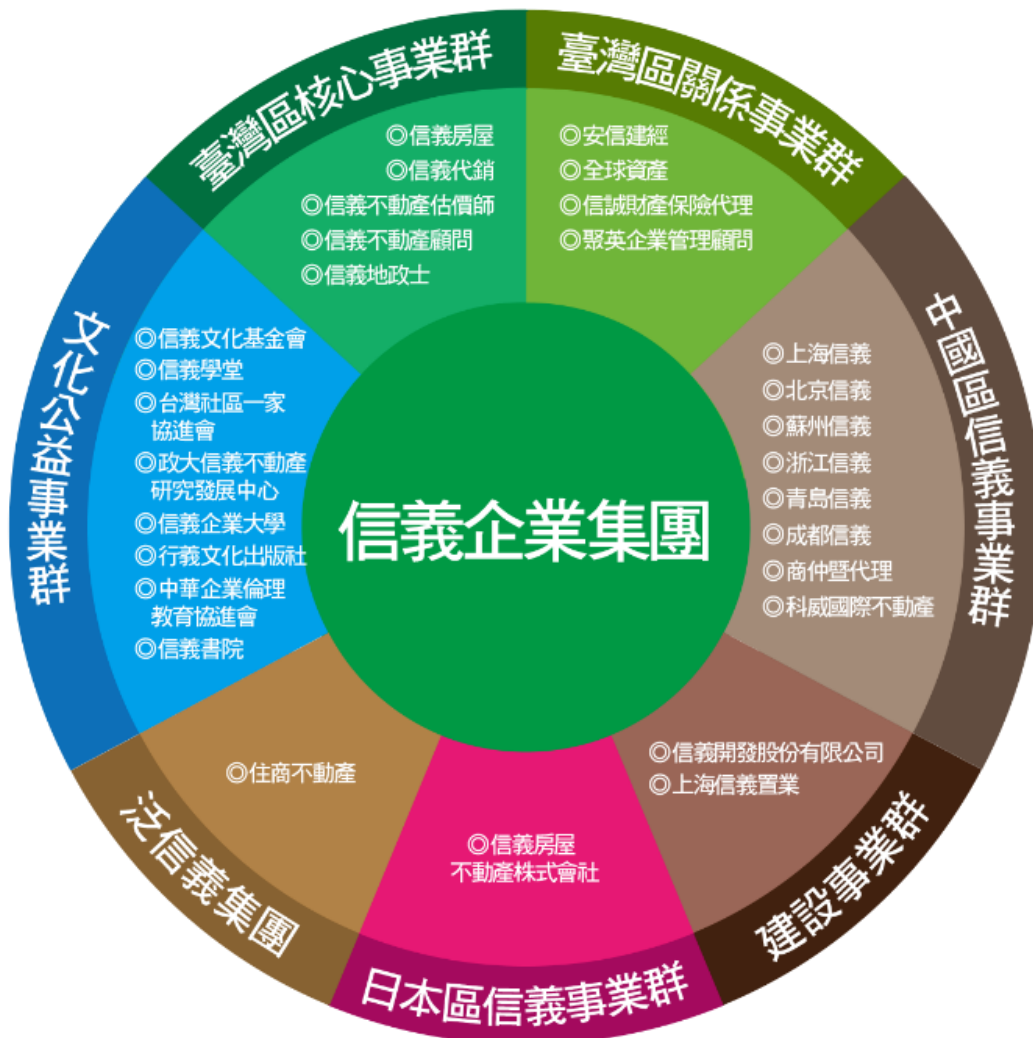 臺灣區核心事業群
◎信義房屋
◎信義代銷
◎信義不動產估價師
◎信義不動產顧問
◎信義地政士
臺灣區關係事業群
◎安信建經
◎全球資產
◎信誠財產保險代理
◎聚英企業管理顧問
中國區信義事業群
◎上海信義
◎北京信義
◎蘇州信義
◎浙江信義
◎青島信義
◎成都信義
◎商仲暨代理
◎科威國際不動產
建設事業群
◎信義開發股份有限公司
◎上海信義置業
日本區信義事業群
◎信義房屋
不動產株式會社
泛信義集團
◎住商不動產
文化公益事業群
◎信義文化基金會
◎信義學堂
◎台灣社區一家
協進會
◎政大信義不動產
研究發展中心
◎信義企業大學
◎行義文化出版社
◎中華企業倫理
教育協進會
◎信義書院
信義企業集團